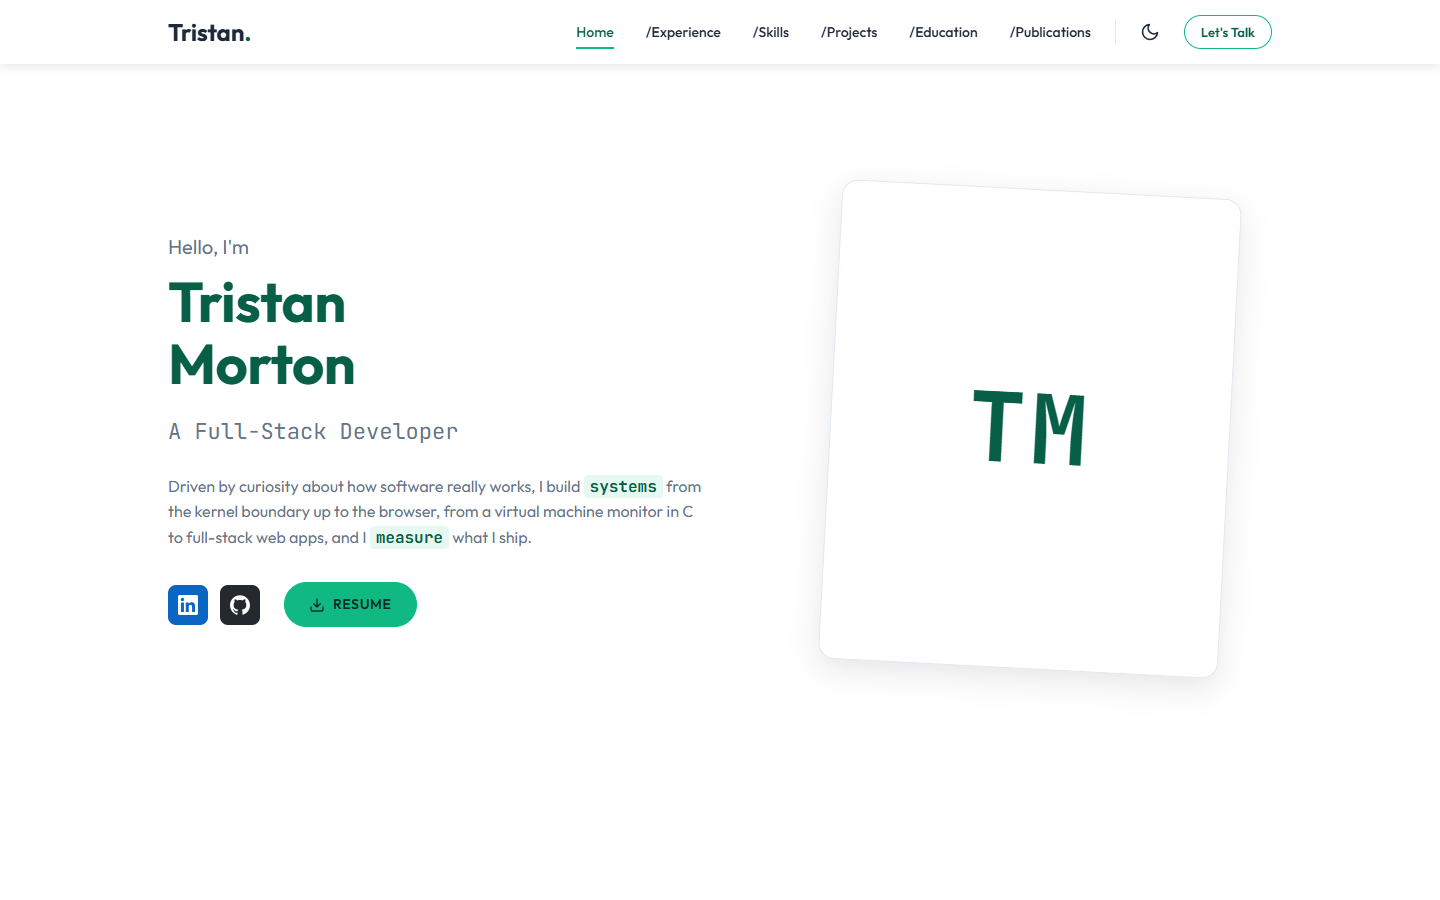 Tristan.
Home
/Experience
/Skills
/Projects
/Education
/Publications
Let's Talk
Hello, I'm
Tristan
Morton
A Full-Stack Developer
Driven by curiosity about how software really works, I build systems from
the kernel boundary up to the browser, from a virtual machine monitor in C
to full-stack web apps, and I measure what I ship.
in
RESUME
TM